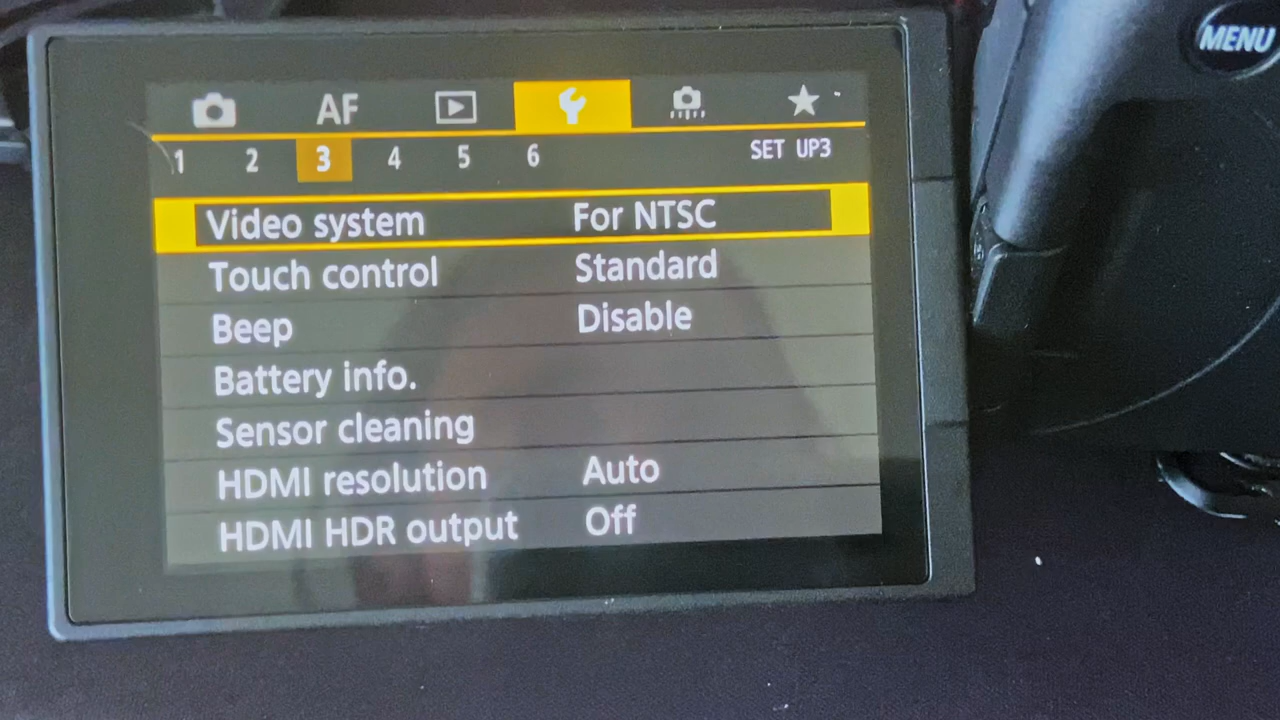 MENU
AF
1 2 3 4 5 6 SET UP3
Video system For NTSC
Touch control Standard
Beep Disable
Battery info.
Sensor cleaning
HDMI resolution Auto
HDMI HDR output Off